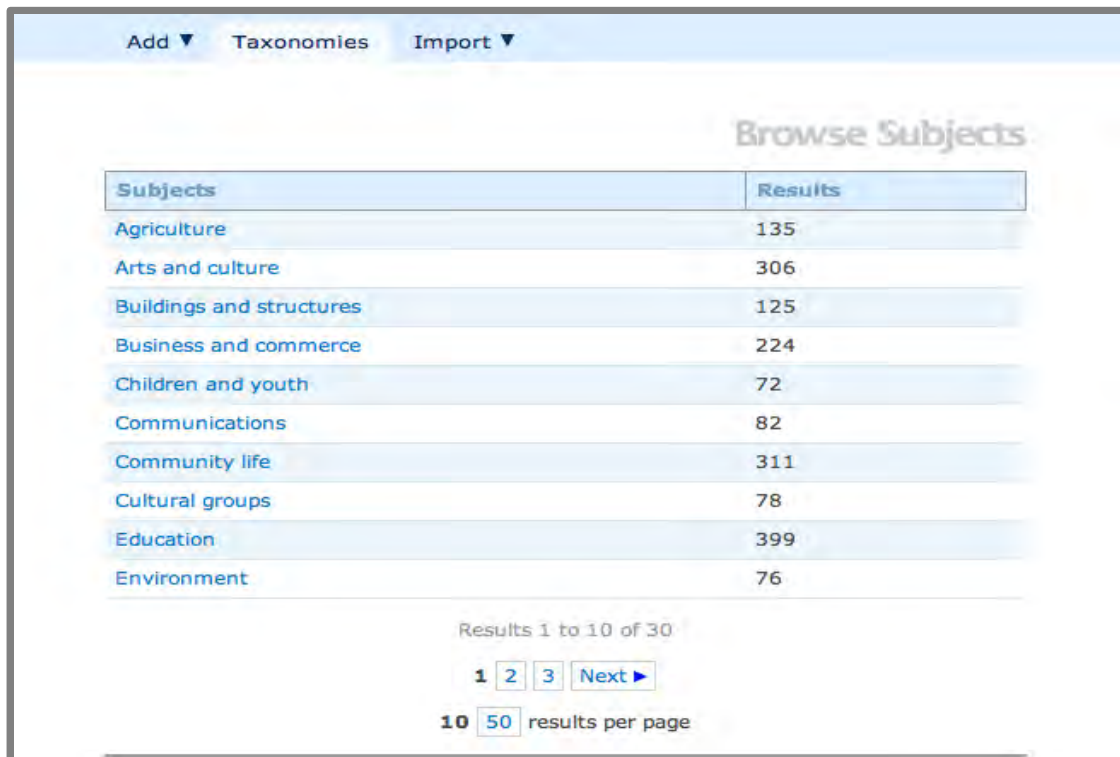 Add ▼ Taxonomies Import ▼
Browse Subjects
Subjects Results
Agriculture 135
Arts and culture 306
Buildings and structures 125
Business and commerce 224
Children and youth 72
Communications 82
Community life 311
Cultural groups 78
Education 399
Environment 76
Results 1 to 10 of 30
1 2 3 Next ►
10 50 results per page